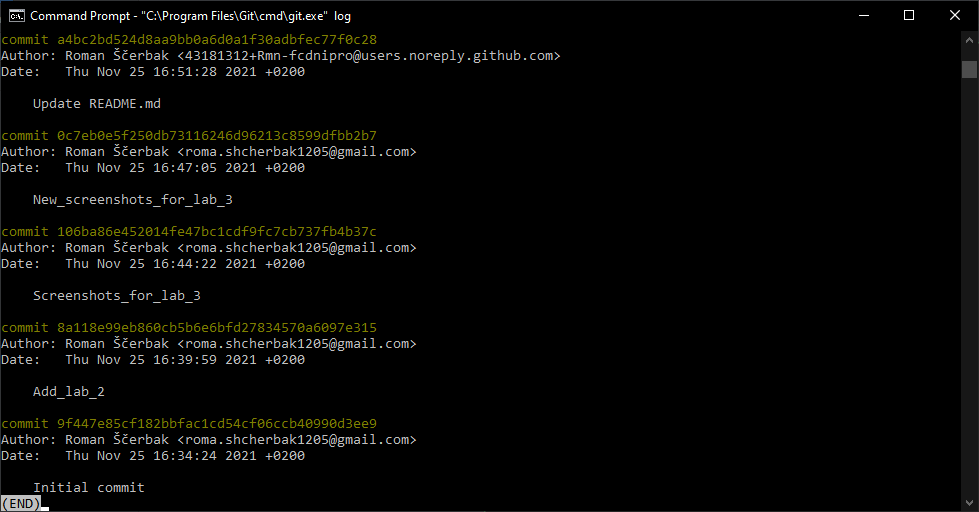 Command Prompt - "C:\Program Files\Git\cmd\git.exe" log
commit a4bc2bd524d8aa9bb0a6d0a1f30adbfec77f0c28
Author: Roman Ščerbak <43181312+Rmn-fcdnipro@users.noreply.github.com>
Date:   Thu Nov 25 16:51:28 2021 +0200
    Update README.md
commit 0c7eb0e5f250db73116246d96213c8599dfbb2b7
Author: Roman Ščerbak <roma.shcherbak1205@gmail.com>
Date:   Thu Nov 25 16:47:05 2021 +0200
    New_screenshots_for_lab_3
commit 106ba86e452014fe47bc1cdf9fc7cb737fb4b37c
Author: Roman Ščerbak <roma.shcherbak1205@gmail.com>
Date:   Thu Nov 25 16:44:22 2021 +0200
    Screenshots_for_lab_3
commit 8a118e99eb860cb5b6e6bfd27834570a6097e315
Author: Roman Ščerbak <roma.shcherbak1205@gmail.com>
Date:   Thu Nov 25 16:39:59 2021 +0200
    Add_lab_2
commit 9f447e85cf182bbfac1cd54cf06ccb40990d3ee9
Author: Roman Ščerbak <roma.shcherbak1205@gmail.com>
Date:   Thu Nov 25 16:34:24 2021 +0200
    Initial commit
(END)